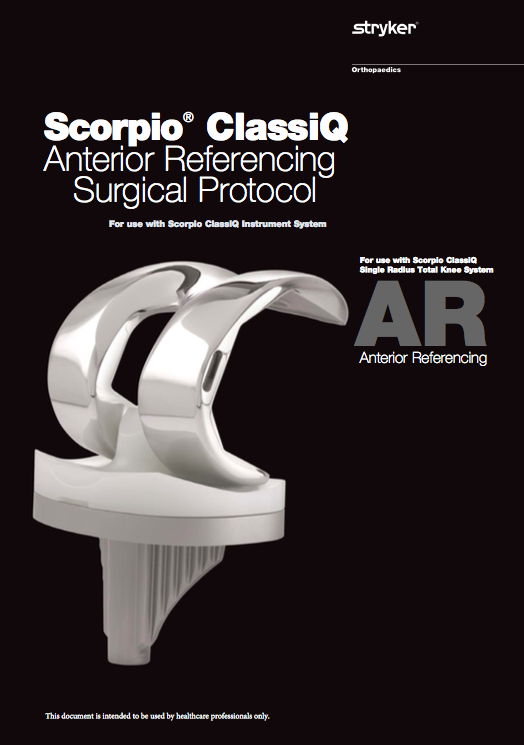 stryker®
Orthopaedics
Scorpio® ClassiQ
Anterior Referencing
Surgical Protocol
For use with Scorpio ClassiQ Instrument System
For use with Scorpio ClassiQ
Single Radius Total Knee System
AR
Anterior Referencing
This document is intended to be used by healthcare professionals only.